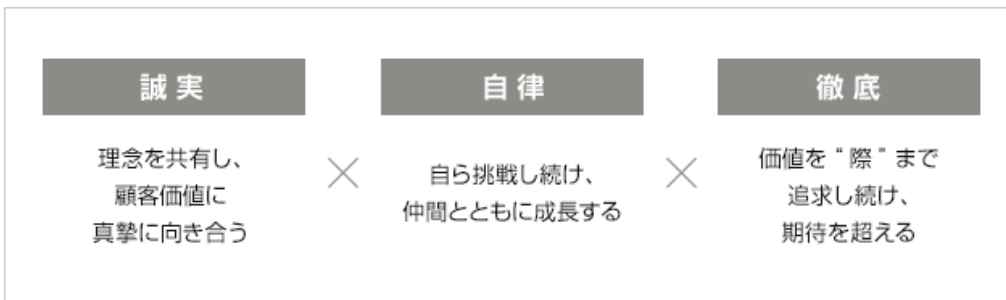 誠実
理念を共有し、
顧客価値に
真摯に向き合う
×
自律
自ら挑戦し続け、
仲間とともに成長する
×
徹底
価値を“際”まで
追求し続け、
期待を超える